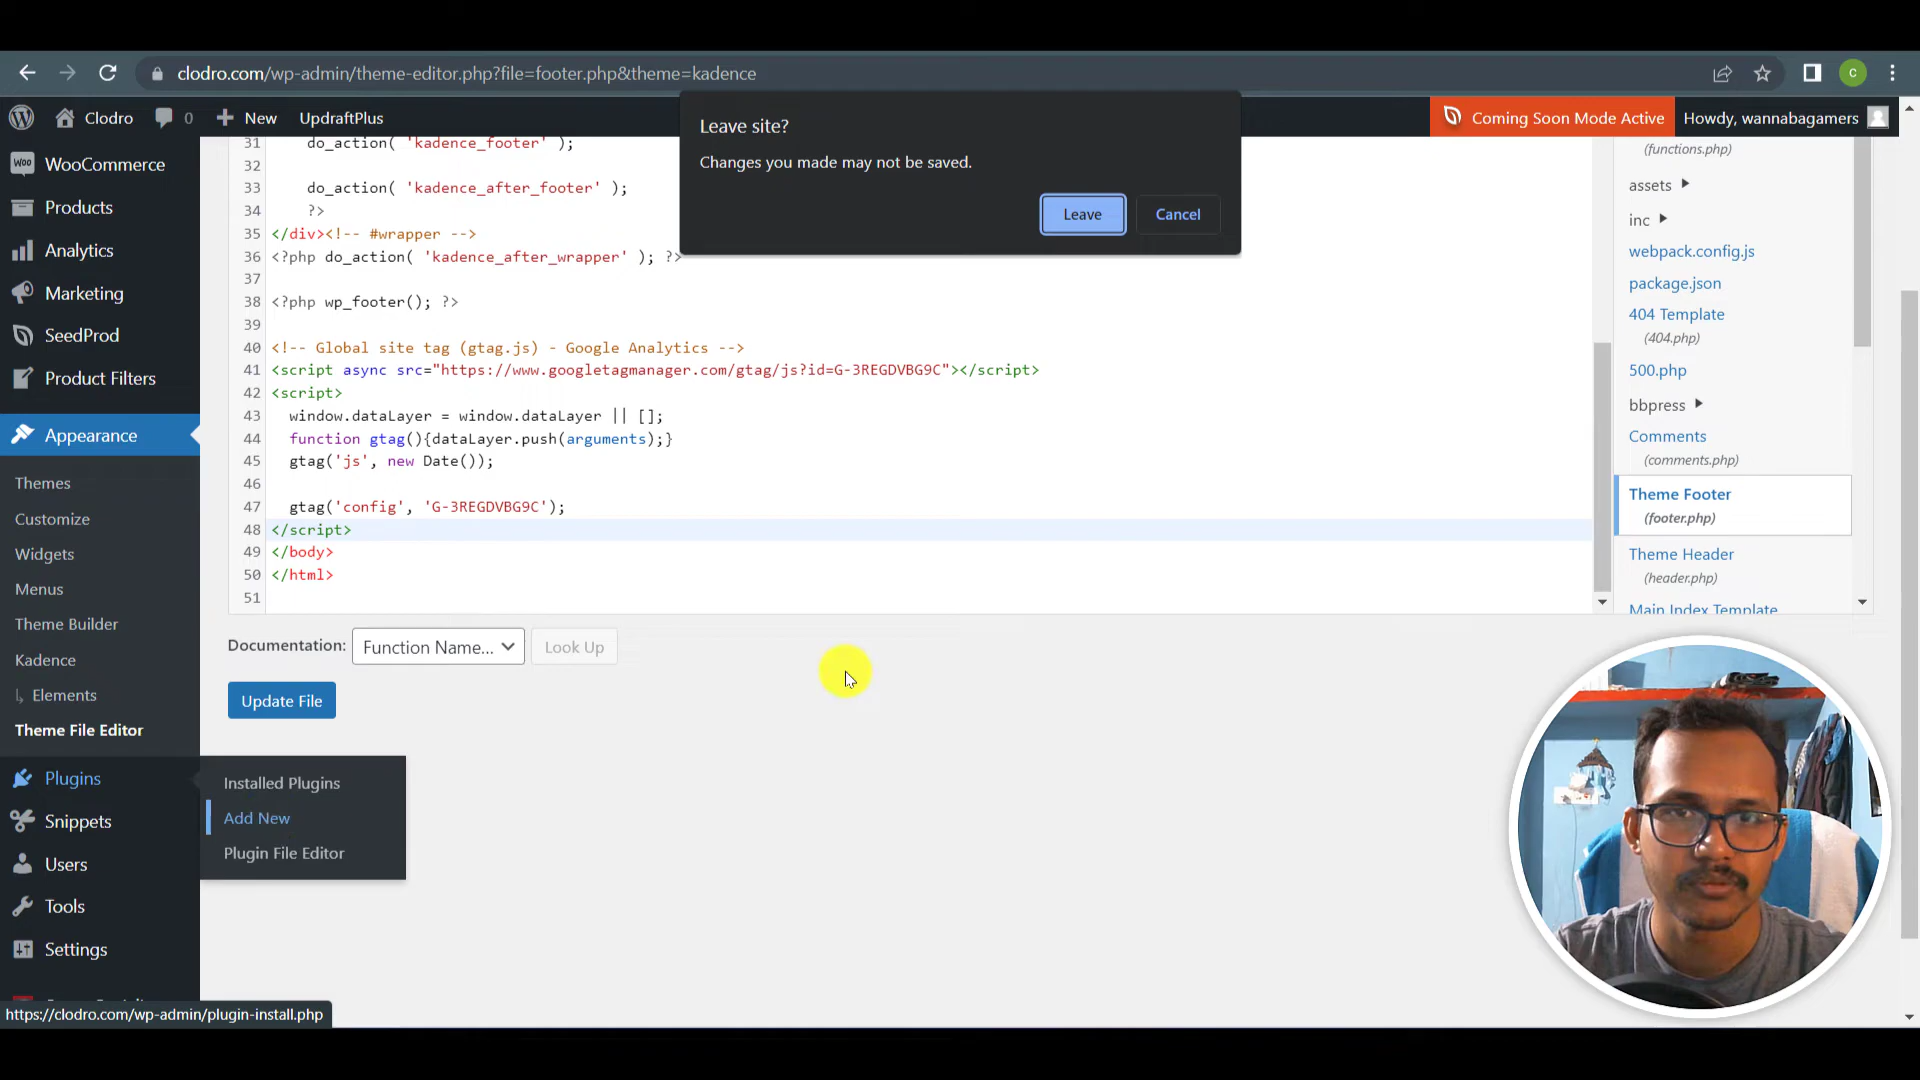 clodro.com/wp-admin/theme-editor.php?file=footer.php&theme=kadence
C
Clodro
0
New
UpdraftPlus
Coming Soon Mode Active
Howdy, wannabagamers
Leave site?
Changes you made may not be saved.
Leave
Cancel
WooCommerce
Products
Analytics
Marketing
SeedProd
Product Filters
Appearance
Themes
Customize
Widgets
Menus
Theme Builder
Kadence
Elements
Theme File Editor
Plugins
Snippets
Users
Tools
Settings
Installed Plugins
Add New
Plugin File Editor
31 do_action( 'kadence_footer' );
32
33 do_action( 'kadence_after_footer' );
34 ?>
35 </div><!-- #wrapper -->
36 <?php do_action( 'kadence_after_wrapper' ); ?>
37
38 <?php wp_footer(); ?>
39
40 <!-- Global site tag (gtag.js) - Google Analytics -->
41 <script async src="https://www.googletagmanager.com/gtag/js?id=G-3REGDVBG9C"></script>
42 <script>
43 window.dataLayer = window.dataLayer || [];
44 function gtag(){dataLayer.push(arguments);}
45 gtag('js', new Date());
46
47 gtag('config', 'G-3REGDVBG9C');
48 </script>
49 </body>
50 </html>
51
Documentation:
Function Name...
Look Up
Update File
(functions.php)
assets
inc
webpack.config.js
package.json
404 Template
(404.php)
500.php
bbpress
Comments
(comments.php)
Theme Footer
(footer.php)
Theme Header
(header.php)
Main Index Template
https://clodro.com/wp-admin/plugin-install.php